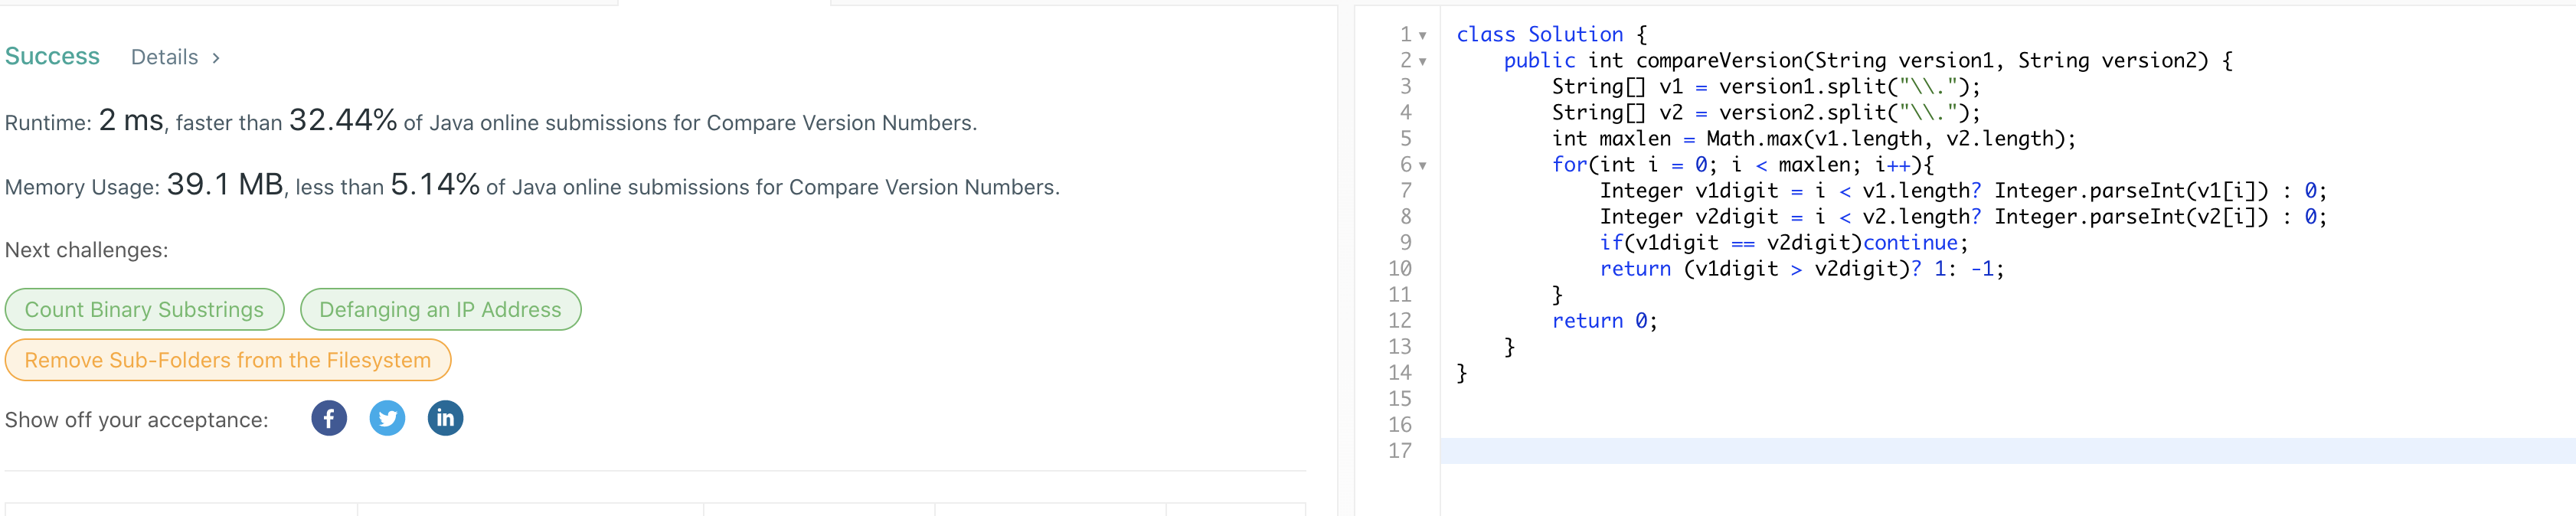 Success Details >
Runtime: 2 ms, faster than 32.44% of Java online submissions for Compare Version Numbers.
Memory Usage: 39.1 MB, less than 5.14% of Java online submissions for Compare Version Numbers.
Next challenges:
Count Binary Substrings Defanging an IP Address
Remove Sub-Folders from the Filesystem
Show off your acceptance: f in
1 class Solution {
2     public int compareVersion(String version1, String version2) {
3         String[] v1 = version1.split("\\.");
4         String[] v2 = version2.split("\\.");
5         int maxlen = Math.max(v1.length, v2.length);
6         for(int i = 0; i < maxlen; i++){
7             Integer v1digit = i < v1.length? Integer.parseInt(v1[i]) : 0;
8             Integer v2digit = i < v2.length? Integer.parseInt(v2[i]) : 0;
9             if(v1digit == v2digit)continue;
10             return (v1digit > v2digit)? 1: -1;
11         }
12         return 0;
13     }
14 }
15
16
17